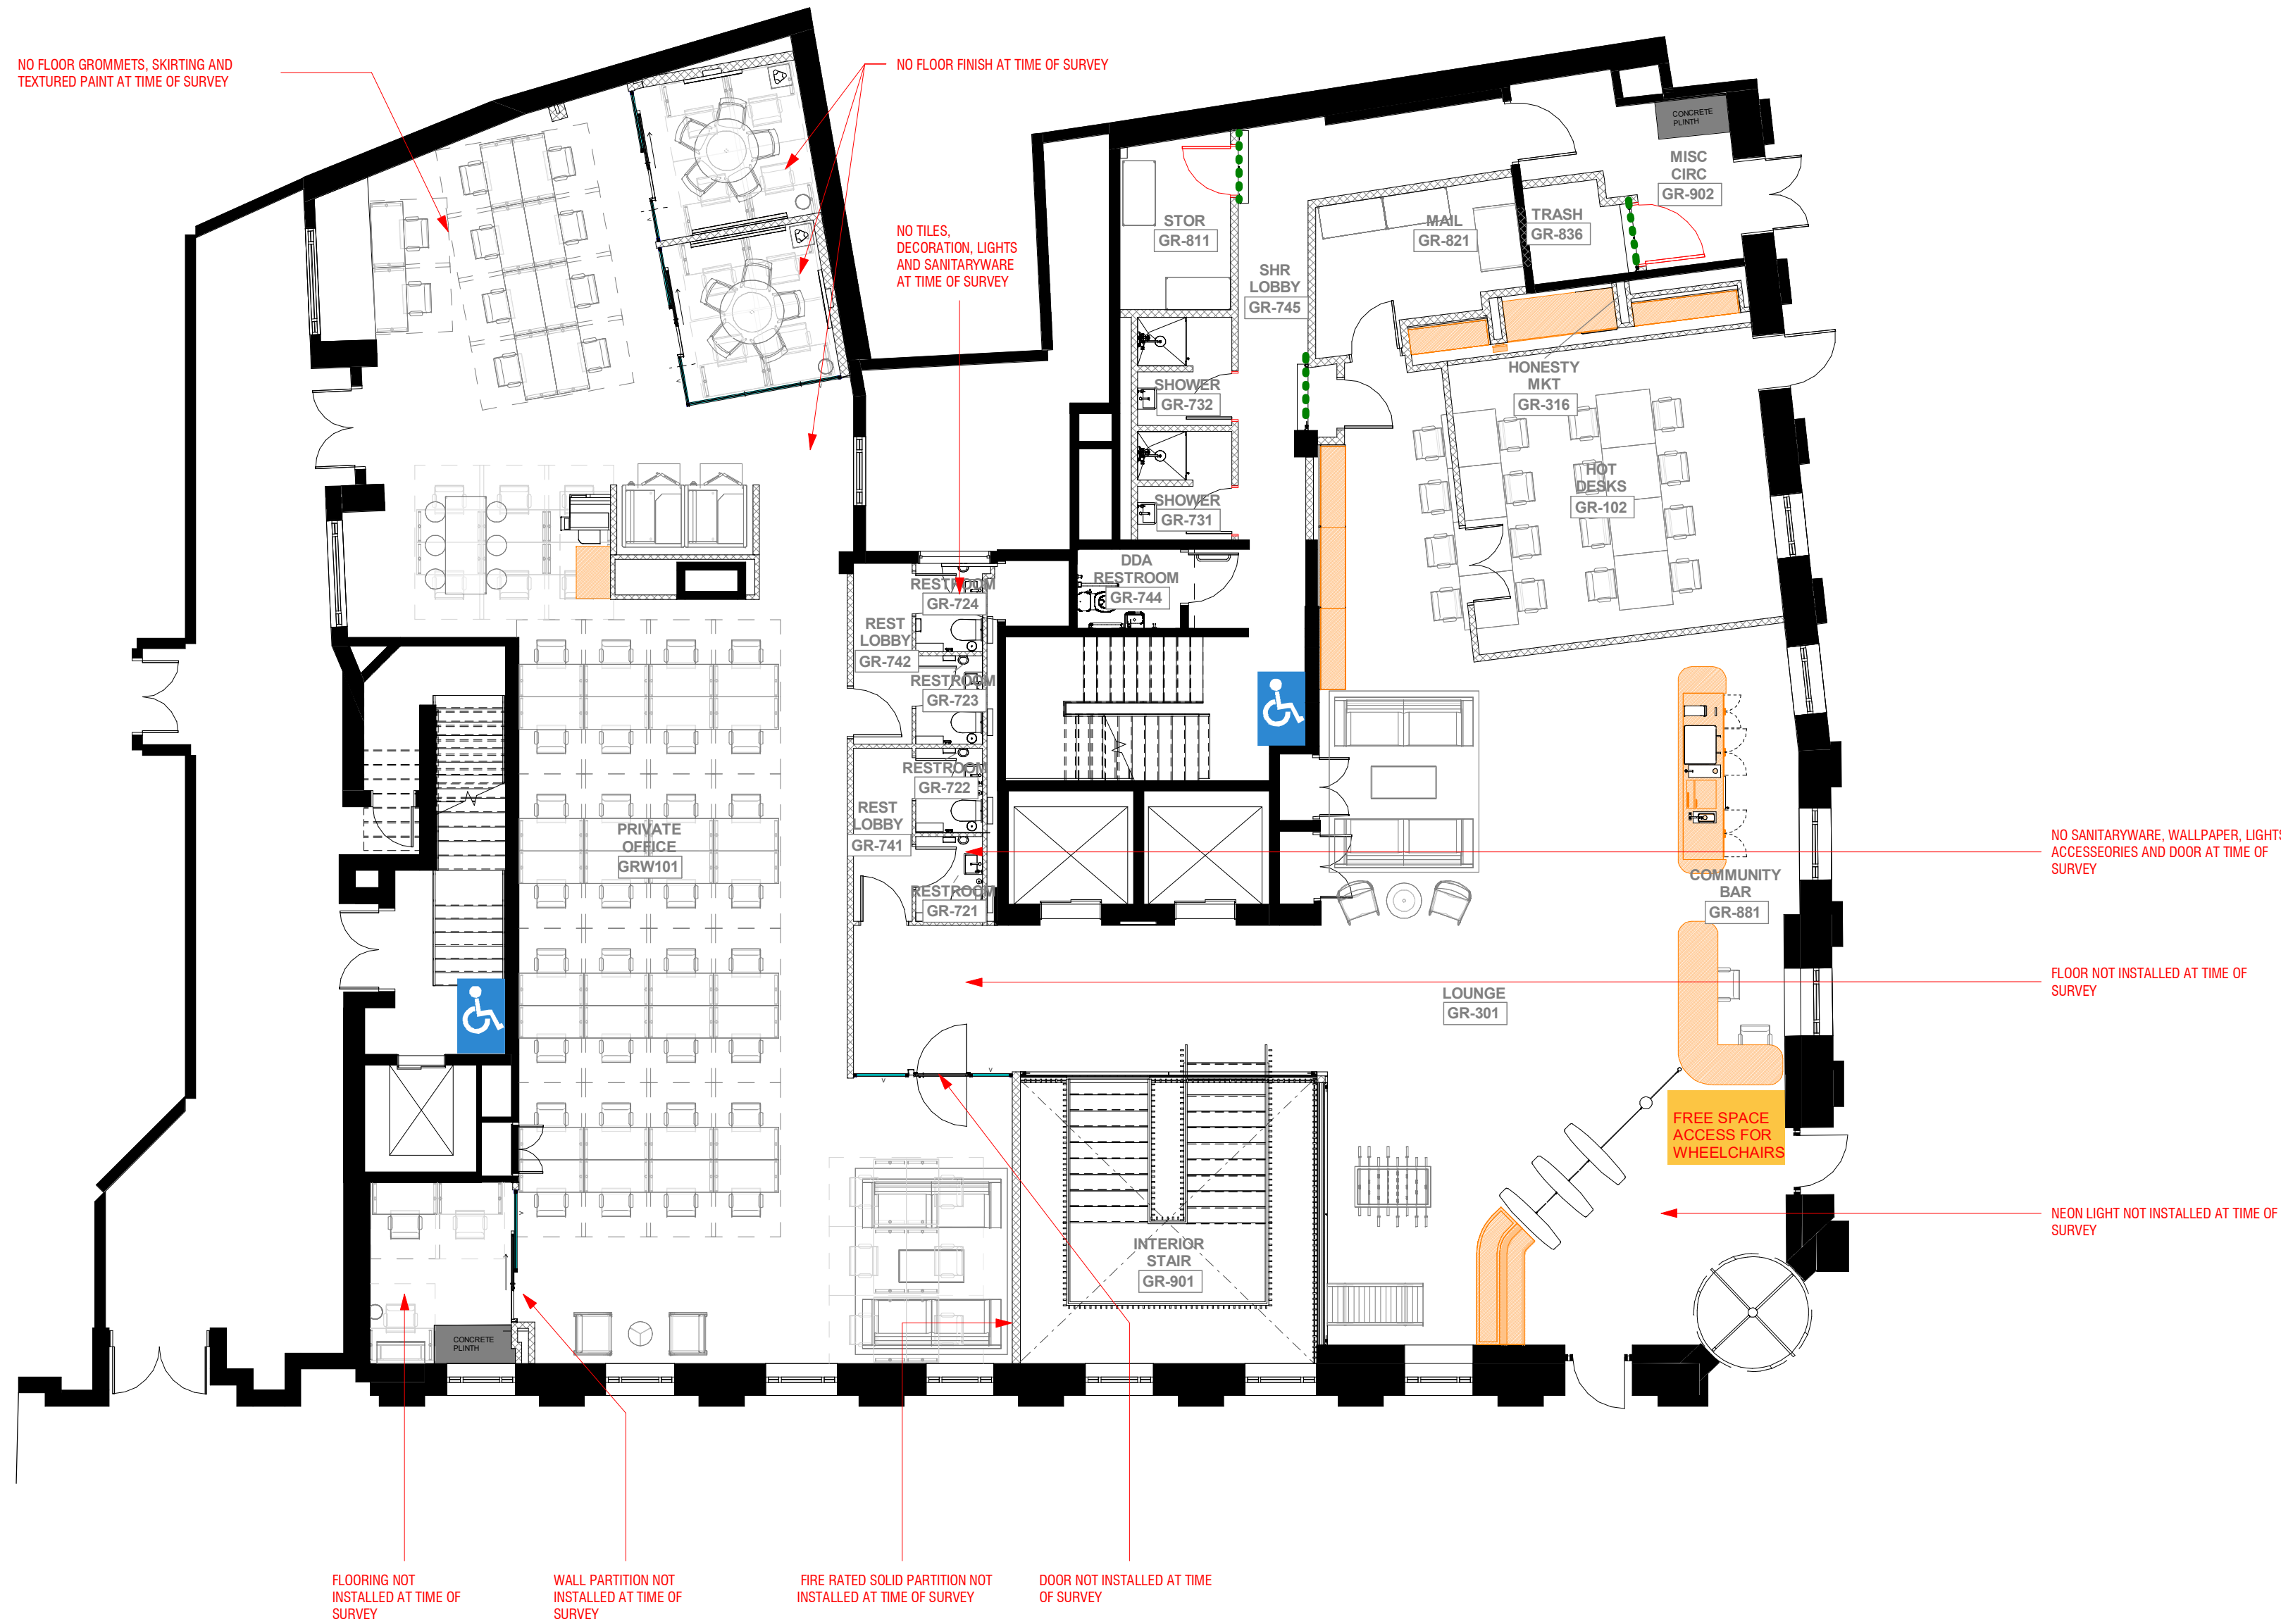 NO FLOOR GROMMETS, SKIRTING AND
TEXTURED PAINT AT TIME OF SURVEY
NO FLOOR FINISH AT TIME OF SURVEY
CONCRETE
PLINTH
MISC
CIRC
GR-902
STOR
GR-811
MAIL
GR-821
TRASH
GR-836
NO TILES,
DECORATION, LIGHTS
AND SANITARYWARE
AT TIME OF SURVEY
SHR
LOBBY
GR-745
SHOWER
GR-732
HONESTY
MKT
GR-316
SHOWER
GR-731
HOT
DESKS
GR-102
DDA
RESTROOM
GR-744
RESTROOM
GR-724
REST
LOBBY
GR-742
RESTROOM
GR-723
RESTROOM
GR-722
REST
LOBBY
GR-741
RESTROOM
GR-721
PRIVATE
OFFICE
GRW101
NO SANITARYWARE, WALLPAPER, LIGHTS
ACCESSEORIES AND DOOR AT TIME OF
SURVEY
COMMUNITY
BAR
GR-881
FLOOR NOT INSTALLED AT TIME OF
SURVEY
LOUNGE
GR-301
FREE SPACE
ACCESS FOR
WHEELCHAIRS
NEON LIGHT NOT INSTALLED AT TIME OF
SURVEY
INTERIOR
STAIR
GR-901
CONCRETE
PLINTH
FLOORING NOT
INSTALLED AT TIME OF
SURVEY
WALL PARTITION NOT
INSTALLED AT TIME OF
SURVEY
FIRE RATED SOLID PARTITION NOT
INSTALLED AT TIME OF SURVEY
DOOR NOT INSTALLED AT TIME
OF SURVEY